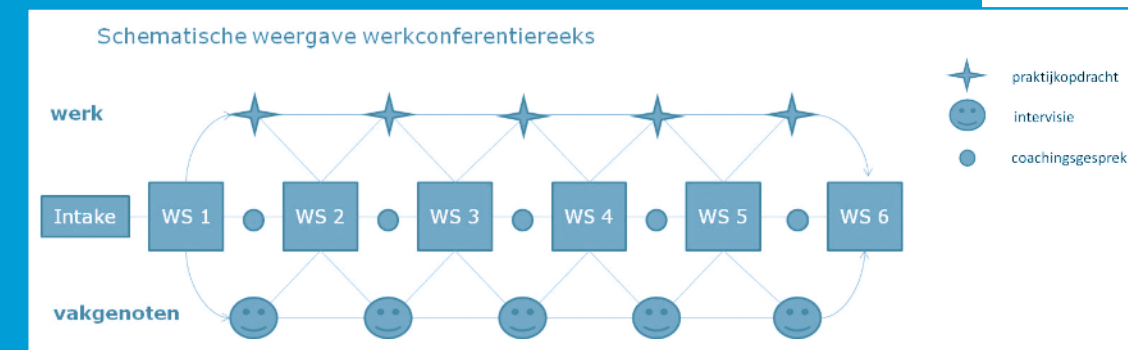 Schematische weergave werkconferentiereeks
praktijkopdracht
werk
intervisie
coachingsgesprek
Intake WS 1 WS 2 WS 3 WS 4 WS 5 WS 6
vakgenoten